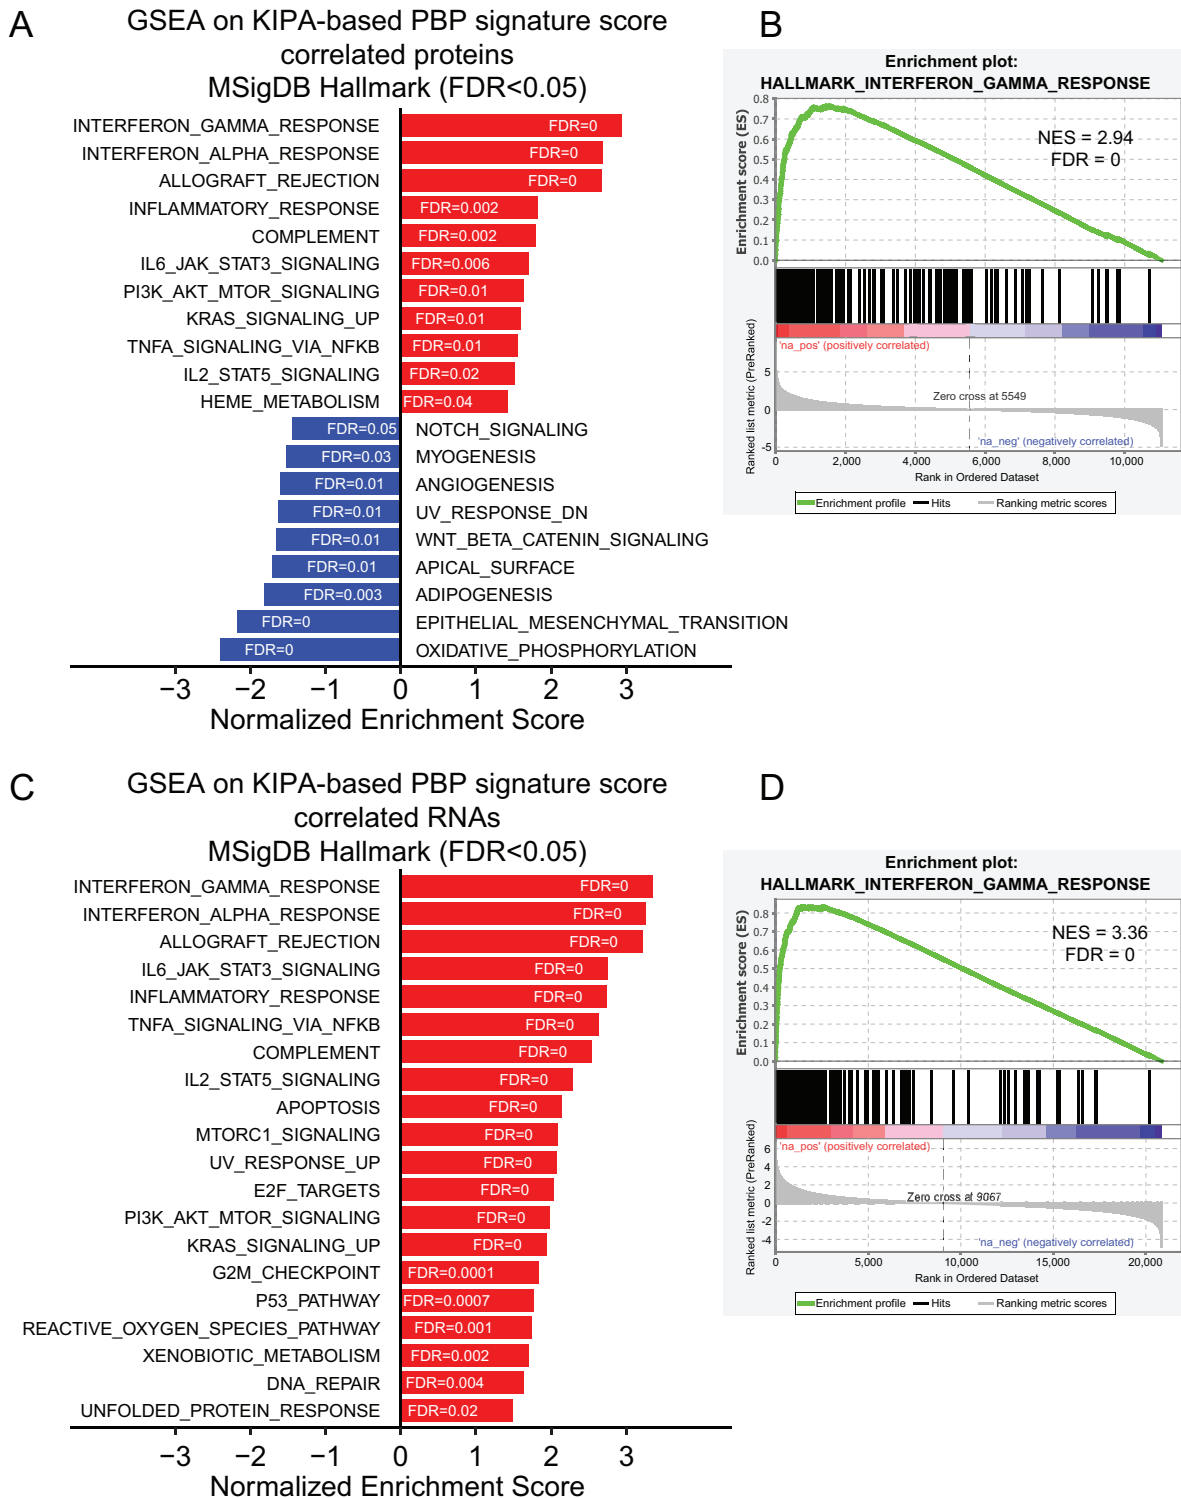 A
GSEA on KIPA-based PBP signature score
correlated proteins
MSigDB Hallmark (FDR<0.05)
INTERFERON_GAMMA_RESPONSE FDR=0
INTERFERON_ALPHA_RESPONSE FDR=0
ALLOGRAFT_REJECTION FDR=0
INFLAMMATORY_RESPONSE FDR=0.002
COMPLEMENT FDR=0.002
IL6_JAK_STAT3_SIGNALING FDR=0.006
PI3K_AKT_MTOR_SIGNALING FDR=0.01
KRAS_SIGNALING_UP FDR=0.01
TNFA_SIGNALING_VIA_NFKB FDR=0.01
IL2_STAT5_SIGNALING FDR=0.02
HEME_METABOLISM FDR=0.04
FDR=0.05 NOTCH_SIGNALING
FDR=0.03 MYOGENESIS
FDR=0.01 ANGIOGENESIS
FDR=0.01 UV_RESPONSE_DN
FDR=0.01 WNT_BETA_CATENIN_SIGNALING
FDR=0.01 APICAL_SURFACE
FDR=0.003 ADIPOGENESIS
FDR=0 EPITHELIAL_MESENCHYMAL_TRANSITION
FDR=0 OXIDATIVE_PHOSPHORYLATION
−3 −2 −1 0 1 2 3
Normalized Enrichment Score
B
Enrichment plot:
HALLMARK_INTERFERON_GAMMA_RESPONSE
Enrichment score (ES)
0.8
0.7
0.6
0.5
0.4
0.3
0.2
0.1
0.0
NES = 2.94
FDR = 0
Ranked list metric (PreRanked)
'na_pos' (positively correlated)
5
0
-5
Zero cross at 5549
'na_neg' (negatively correlated)
0 2,000 4,000 6,000 8,000 10,000
Rank in Ordered Dataset
Enrichment profile Hits Ranking metric scores
C
GSEA on KIPA-based PBP signature score
correlated RNAs
MSigDB Hallmark (FDR<0.05)
INTERFERON_GAMMA_RESPONSE FDR=0
INTERFERON_ALPHA_RESPONSE FDR=0
ALLOGRAFT_REJECTION FDR=0
IL6_JAK_STAT3_SIGNALING FDR=0
INFLAMMATORY_RESPONSE FDR=0
TNFA_SIGNALING_VIA_NFKB FDR=0
COMPLEMENT FDR=0
IL2_STAT5_SIGNALING FDR=0
APOPTOSIS FDR=0
MTORC1_SIGNALING FDR=0
UV_RESPONSE_UP FDR=0
E2F_TARGETS FDR=0
PI3K_AKT_MTOR_SIGNALING FDR=0
KRAS_SIGNALING_UP FDR=0
G2M_CHECKPOINT FDR=0.0001
P53_PATHWAY FDR=0.0007
REACTIVE_OXYGEN_SPECIES_PATHWAY FDR=0.001
XENOBIOTIC_METABOLISM FDR=0.002
DNA_REPAIR FDR=0.004
UNFOLDED_PROTEIN_RESPONSE FDR=0.02
−3 −2 −1 0 1 2 3
Normalized Enrichment Score
D
Enrichment plot:
HALLMARK_INTERFERON_GAMMA_RESPONSE
Enrichment score (ES)
0.8
0.7
0.6
0.5
0.4
0.3
0.2
0.1
0.0
NES = 3.36
FDR = 0
Ranked list metric (PreRanked)
'na_pos' (positively correlated)
6
4
2
0
-2
-4
Zero cross at 9067
'na_neg' (negatively correlated)
0 5,000 10,000 15,000 20,000
Rank in Ordered Dataset
Enrichment profile Hits Ranking metric scores